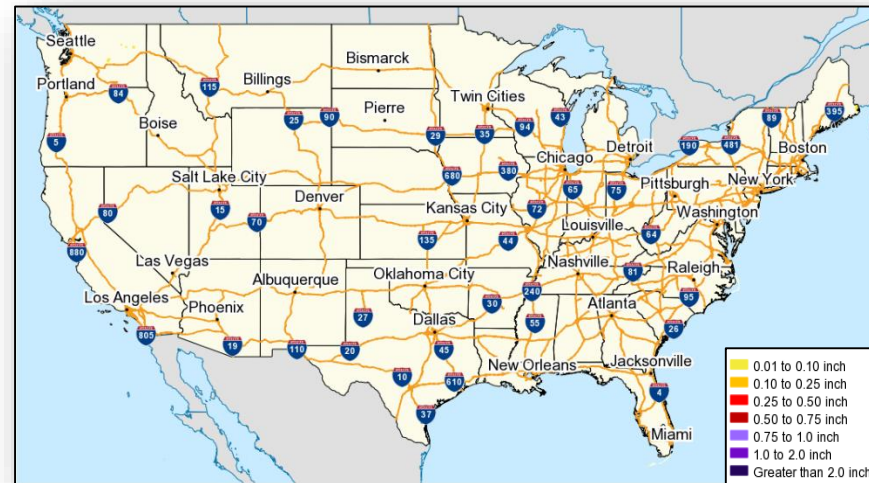 Seattle
Portland
84
5
Boise
115
Billings
Bismarck
Pierre
25
90
Twin Cities
29
35
94
43
Chicago
Detroit
190
481
89
395
Boston
New York
Pittsburgh
Washington
680
380
65
75
72
Salt Lake City
80
15
70
Denver
Kansas City
135
44
Louisville
64
880
Las Vegas
Los Angeles
805
Phoenix
19
Albuquerque
110
Oklahoma City
27
30
240
Nashville
81
Raleigh
95
Atlanta
26
55
Dallas
20
45
10
610
37
New Orleans
Jacksonville
4
Miami
0.01 to 0.10 inch
0.10 to 0.25 inch
0.25 to 0.50 inch
0.50 to 0.75 inch
0.75 to 1.0 inch
1.0 to 2.0 inch
Greater than 2.0 inch